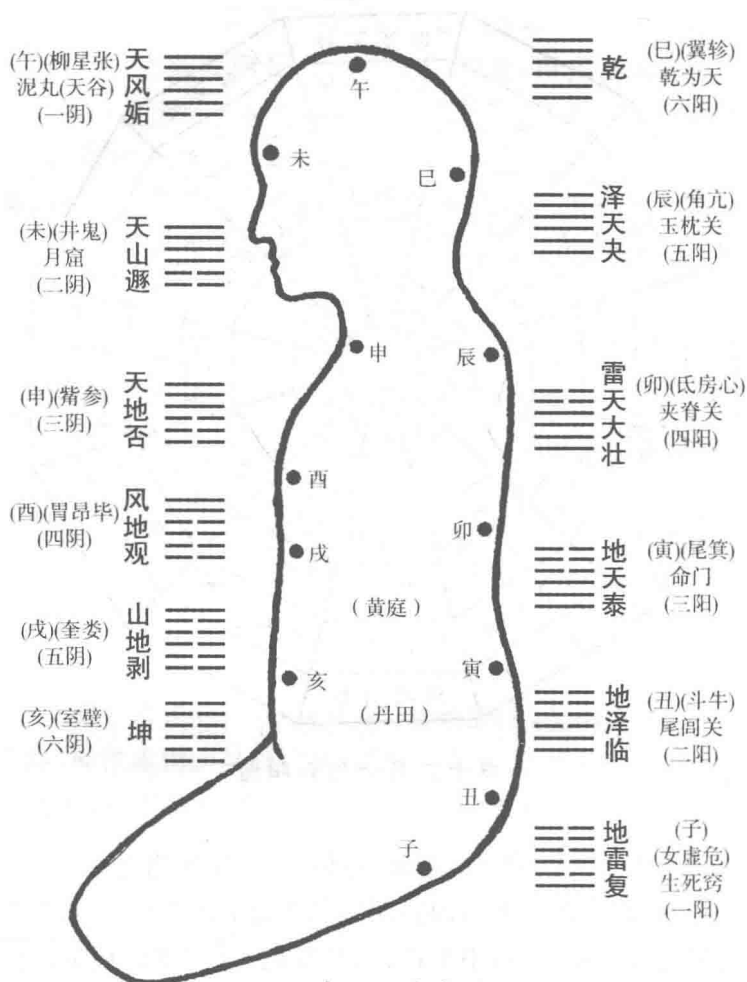 (午)(柳星张)
泥丸(天谷)
(一阴)
天风姤
(未)(井鬼)
月窟
(二阴)
天山遯
(申)(觜参)
(三阴)
天地否
(酉)(胃昂毕)
(四阴)
风地观
(戌)(奎娄)
(五阴)
山地剥
(亥)(室壁)
(六阴)
坤
午
未
巳
申
辰
酉
卯
戌
(黄庭)
亥
寅
(丹田)
丑
子
乾
(巳)(翼轸)
乾为天
(六阳)
泽天夬
(辰)(角亢)
玉枕关
(五阳)
雷天大壮
(卯)(氏房心)
夹脊关
(四阳)
地天泰
(寅)(尾箕)
命门
(三阳)
地泽临
(丑)(斗牛)
尾闾关
(二阳)
地雷复
(子)
(女虚危)
生死窍
(一阳)